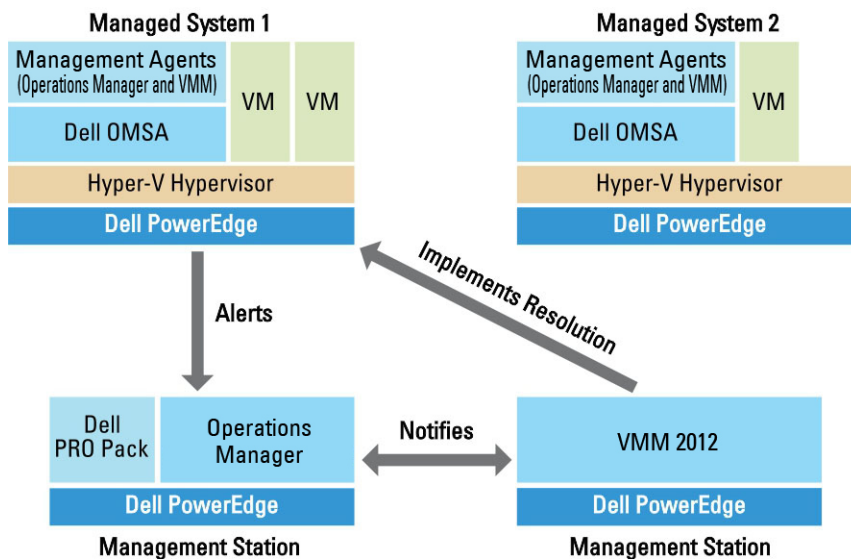 Managed System 1
Management Agents
(Operations Manager and VMM)
Dell OMSA
VM
VM
Hyper-V Hypervisor
Dell PowerEdge
Managed System 2
Management Agents
(Operations Manager and VMM)
Dell OMSA
VM
Hyper-V Hypervisor
Dell PowerEdge
Alerts
Implements Resolution
Dell
PRO Pack
Operations
Manager
Dell PowerEdge
Management Station
Notifies
VMM 2012
Dell PowerEdge
Management Station